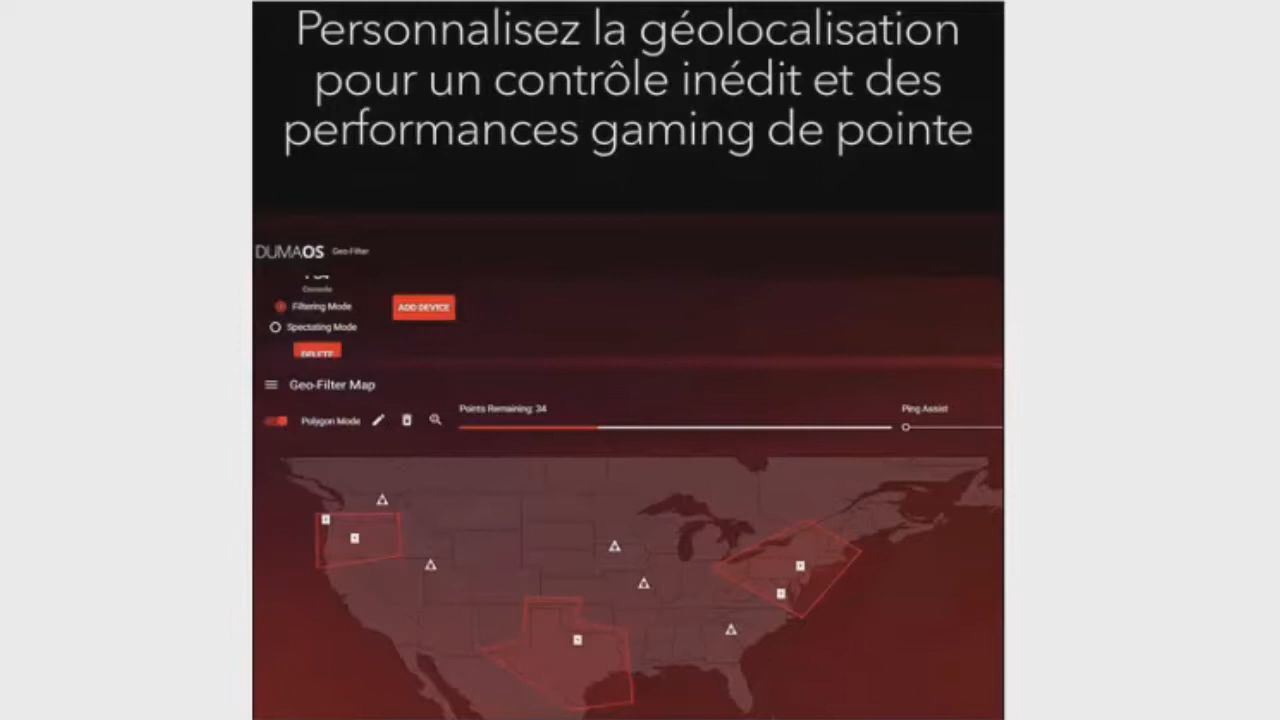 Personnalisez la géolocalisation
pour un contrôle inédit et des
performances gaming de pointe
DUMAOS Geo-Filter
Console
Filtering Mode
ADD DEVICE
Spectating Mode
DELETE
Geo-Filter Map
Points Remaining: 34
Ping Assist
Polygon Mode